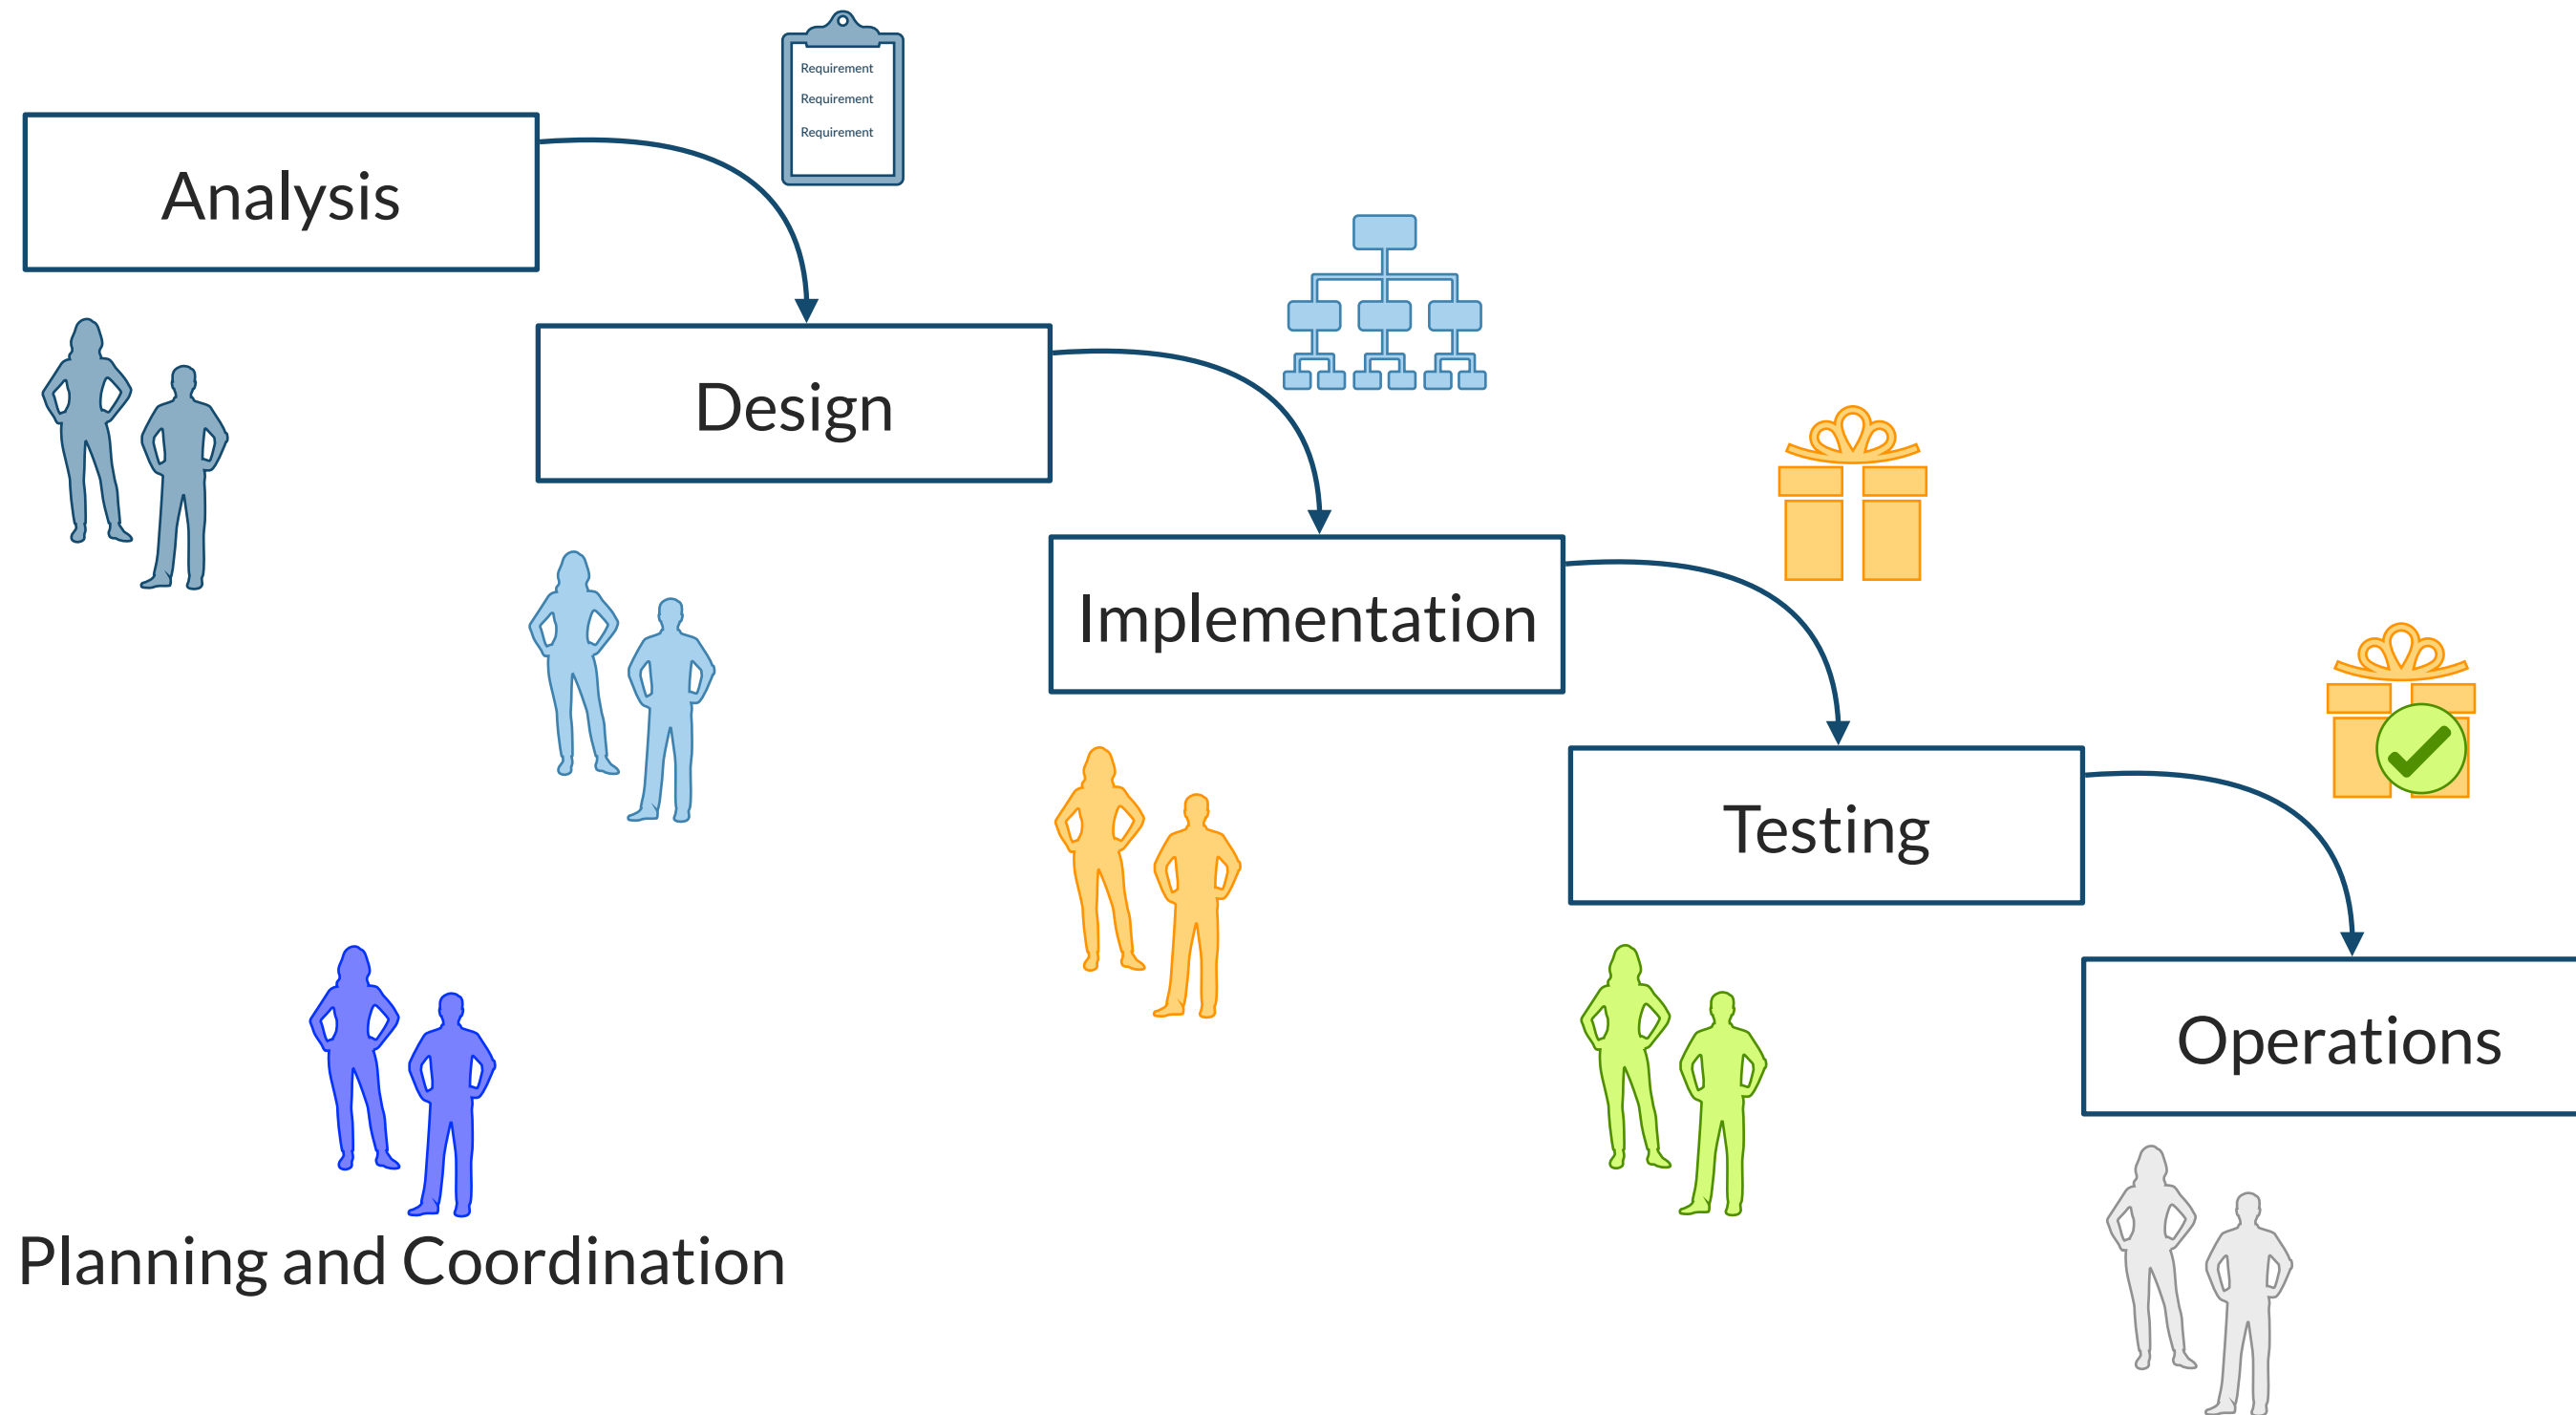 Requirement
Requirement
Requirement
Analysis
Design
Implementation
Testing
Operations
Planning and Coordination